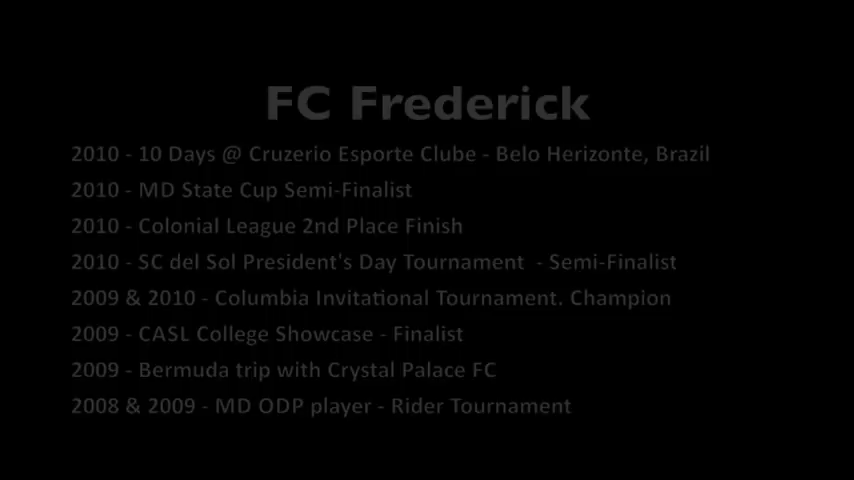 FC Frederick
2010 - 10 Days @ Cruzerio Esporte Clube - Belo Herizonte, Brazil
2010 - MD State Cup Semi-Finalist
2010 - Colonial League 2nd Place Finish
2010 - SC del Sol President's Day Tournament  - Semi-Finalist
2009 & 2010 - Columbia Invitational Tournament. Champion
2009 - CASL College Showcase - Finalist
2009 - Bermuda trip with Crystal Palace FC
2008 & 2009 - MD ODP player - Rider Tournament